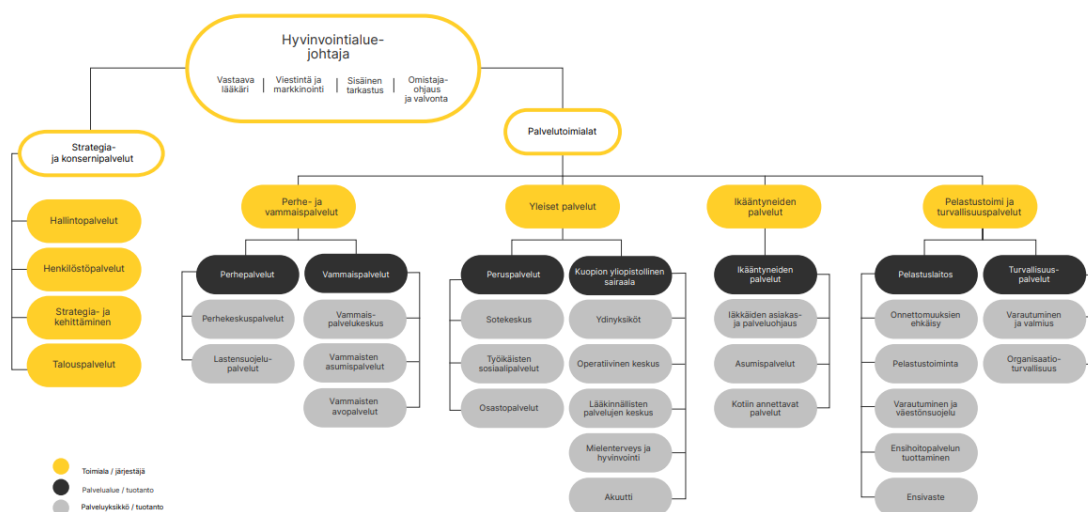 Hyvinvointialue-
johtaja
Vastaava
lääkäri
Viestintä ja
markkinointi
Sisäinen
tarkastus
Omistaja-
ohjaus
ja valvonta
Strategia-
ja konsernipalvelut
Palvelutoimialat
Hallintopalvelut
Henkilöstöpalvelut
Strategia- ja
kehittäminen
Talouspalvelut
Perhe- ja
vammaispalvelut
Yleiset palvelut
Ikääntyneiden
palvelut
Pelastustoimi ja
turvallisuuspalvelut
Perhepalvelut
Perhekeskuspalvelut
Lastensuojelu-
palvelut
Vammaispalvelut
Vammais-
palvelukeskus
Vammaisten
asumispalvelut
Vammaisten
avopalvelut
Peruspalvelut
Sotekeskus
Työikäisten
sosiaalipalvelut
Osastopalvelut
Kuopion yliopistollinen
sairaala
Ydinyksiköt
Operatiivinen keskus
Lääkinnällisten
palvelujen keskus
Mielenterveys ja
hyvinvointi
Akuutti
Ikääntyneiden
palvelut
Iäkkäiden asiakas-
ja palveluohjaus
Asumispalvelut
Kotiin annettavat
palvelut
Pelastuslaitos
Onnettomuuksien
ehkäisy
Pelastustoiminta
Varautuminen ja
väestönsuojelu
Ensihoitopalvelun
tuottaminen
Ensivaste
Turvallisuus-
palvelut
Varautuminen
ja valmius
Organisaatio-
turvallisuus
Toimiala / järjestäjä
Palvelualue / tuotanto
Palveluyksikkö / tuotanto